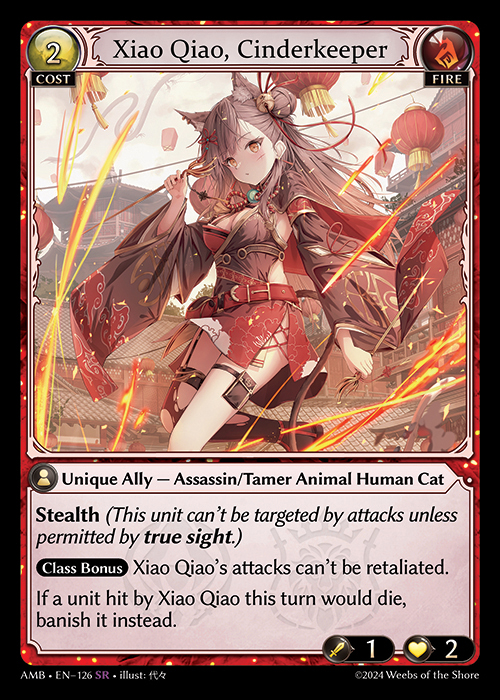 2
Xiao Qiao, Cinderkeeper
COST
FIRE
Unique Ally — Assassin/Tamer Animal Human Cat
Stealth (This unit can't be targeted by attacks unless
permitted by true sight.)
Class Bonus Xiao Qiao's attacks can't be retaliated.
If a unit hit by Xiao Qiao this turn would die,
banish it instead.
1
2
AMB • EN–126 SR • illust: 代々
©2024 Weebs of the Shore